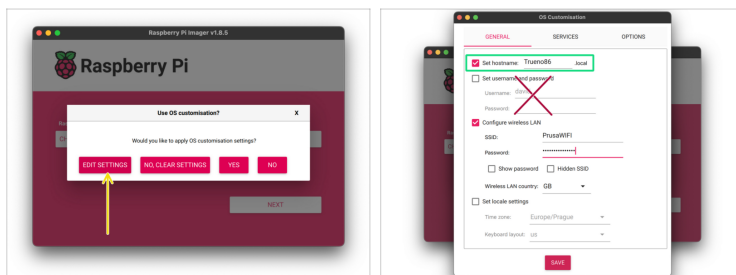 Raspberry Pi Imager v1.8.5
Raspberry Pi
Use OS customisation?
X
Would you like to apply OS customisation settings?
EDIT SETTINGS
NO, CLEAR SETTINGS
YES
NO
NEXT
OS Customisation
GENERAL
SERVICES
OPTIONS
Set hostname: Trueno86 .local
Set username and password
Username:
Password:
Configure wireless LAN
SSID: PrusaWIFI
Password: ••••••••••••••
Show password
Hidden SSID
Wireless LAN country: GB
Set locale settings
Time zone: Europe/Prague
Keyboard layout: us
SAVE